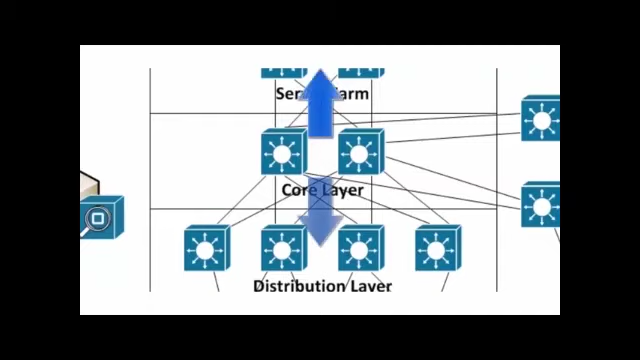 Server Farm
Core Layer
Distribution Layer